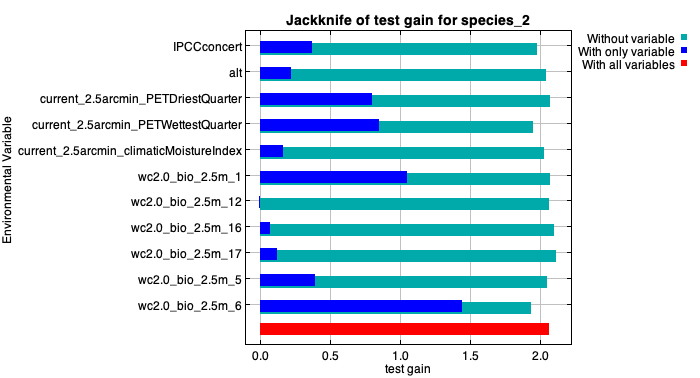 Jackknife of test gain for species_2
Without variable
With only variable
With all variables
Environmental Variable
IPCCconcert
alt
current_2.5arcmin_PETDriestQuarter
current_2.5arcmin_PETWettestQuarter
current_2.5arcmin_climaticMoistureIndex
wc2.0_bio_2.5m_1
wc2.0_bio_2.5m_12
wc2.0_bio_2.5m_16
wc2.0_bio_2.5m_17
wc2.0_bio_2.5m_5
wc2.0_bio_2.5m_6
0.0 0.5 1.0 1.5 2.0
test gain